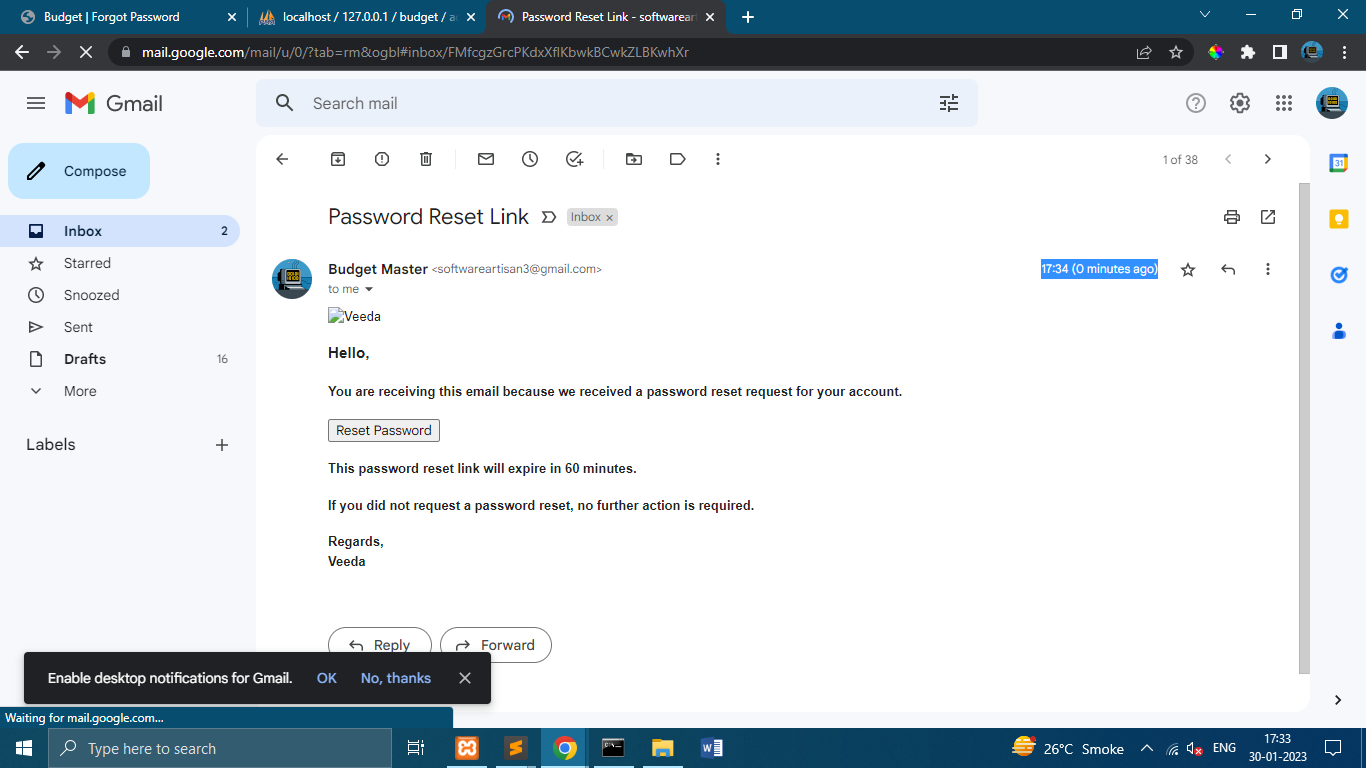 Budget | Forgot Password
localhost / 127.0.0.1 / budget / a
Password Reset Link - softwarear
mail.google.com/mail/u/0/?tab=rm&ogbl#inbox/FMfcgzGrcPKdxXflKbwkBCwkZLBKwhXr
Gmail
Search mail
Compose
1 of 38
31
Password Reset Link
Inbox ×
Inbox 2
Starred
Snoozed
Sent
Drafts 16
More
Labels
Budget Master <softwareartisan3@gmail.com>
17:34 (0 minutes ago)
to me
Veeda
Hello,
You are receiving this email because we received a password reset request for your account.
Reset Password
This password reset link will expire in 60 minutes.
If you did not request a password reset, no further action is required.
Regards,
Veeda
Reply
Forward
Enable desktop notifications for Gmail. OK No, thanks
Waiting for mail.google.com...
Type here to search
26°C Smoke
ENG
17:33
30-01-2023